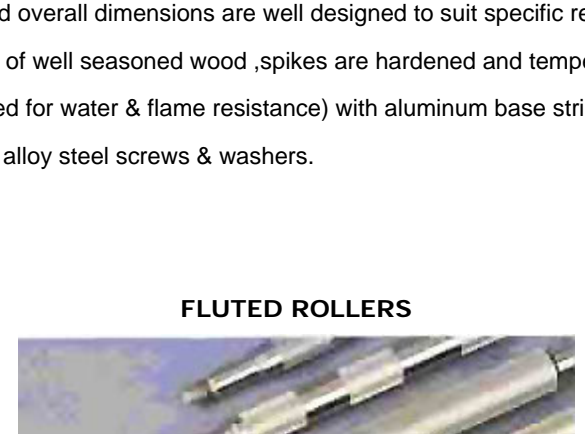 d overall dimensions are well designed to suit specific re
of well seasoned wood ,spikes are hardened and tempe
ed for water & flame resistance) with aluminum base stri
alloy steel screws & washers.
FLUTED ROLLERS